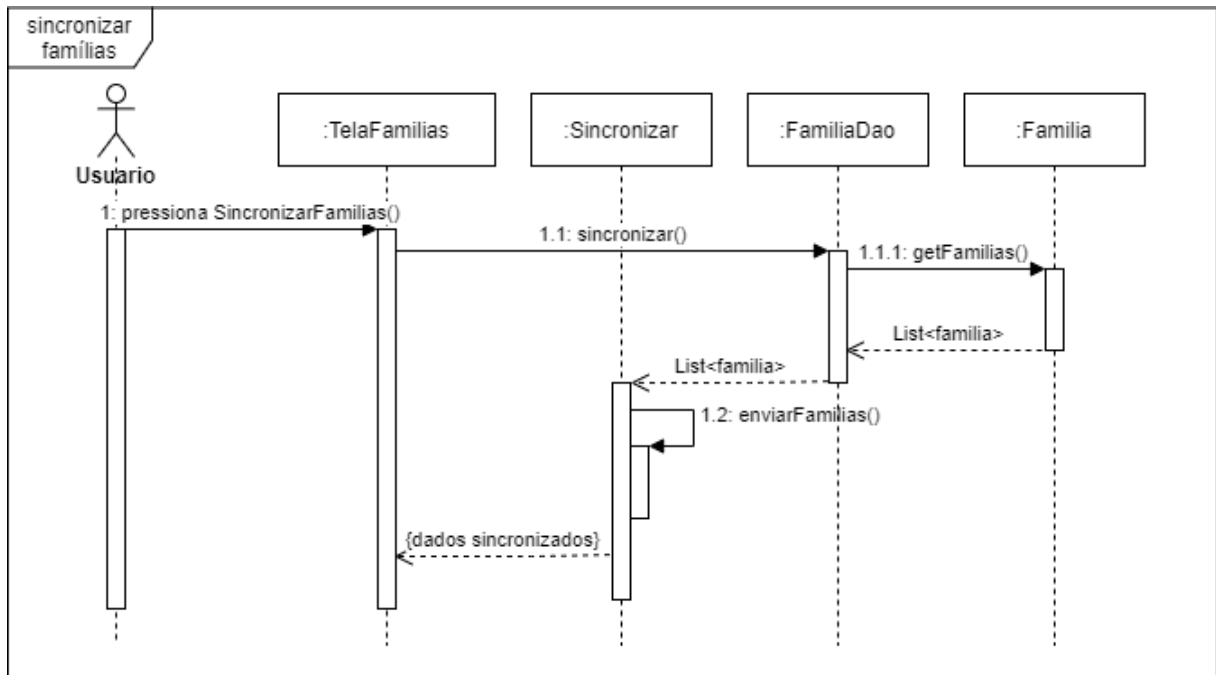 sincronizar
famílias
:TelaFamilias
:Sincronizar
:FamiliaDao
:Familia
Usuario
1: pressiona SincronizarFamilias()
1.1: sincronizar()
1.1.1: getFamilias()
List<familia>
List<familia>
1.2: enviarFamilias()
{dados sincronizados}